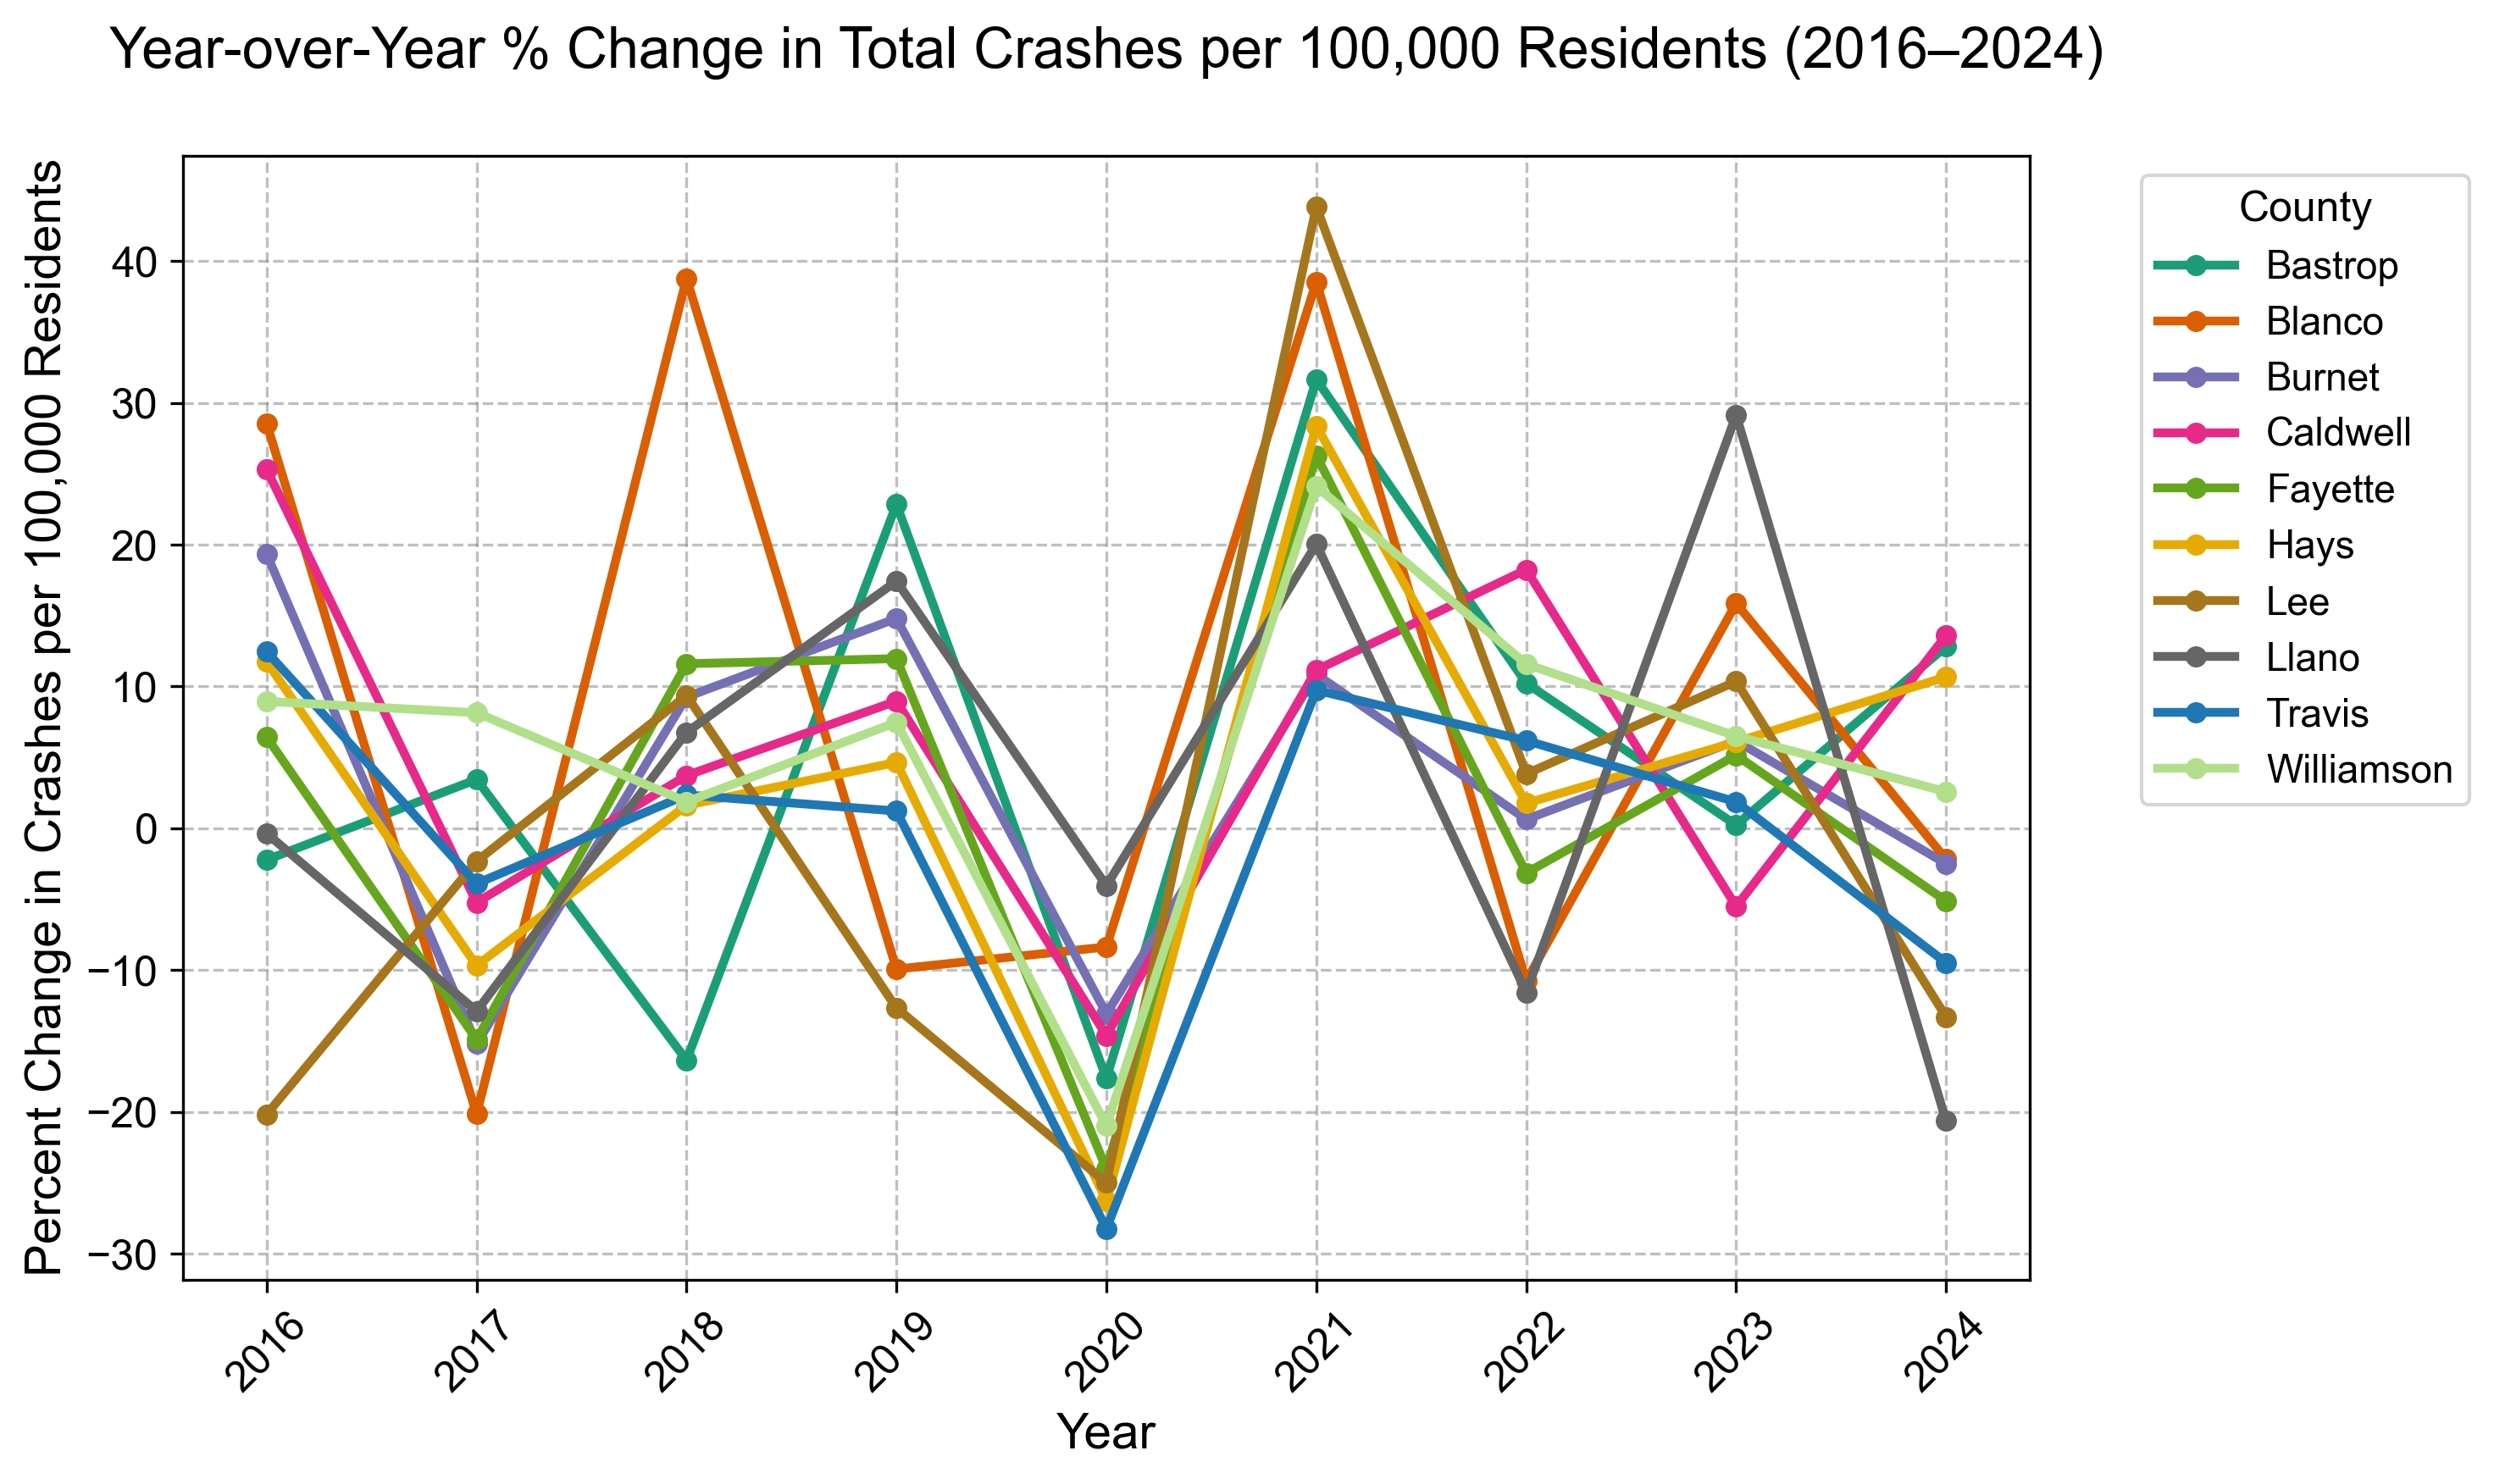 Year-over-Year % Change in Total Crashes per 100,000 Residents (2016–2024)
Percent Change in Crashes per 100,000 Residents
40
30
20
10
0
−10
−20
−30
2016
2017
2018
2019
2020
2021
2022
2023
2024
Year
County
Bastrop
Blanco
Burnet
Caldwell
Fayette
Hays
Lee
Llano
Travis
Williamson